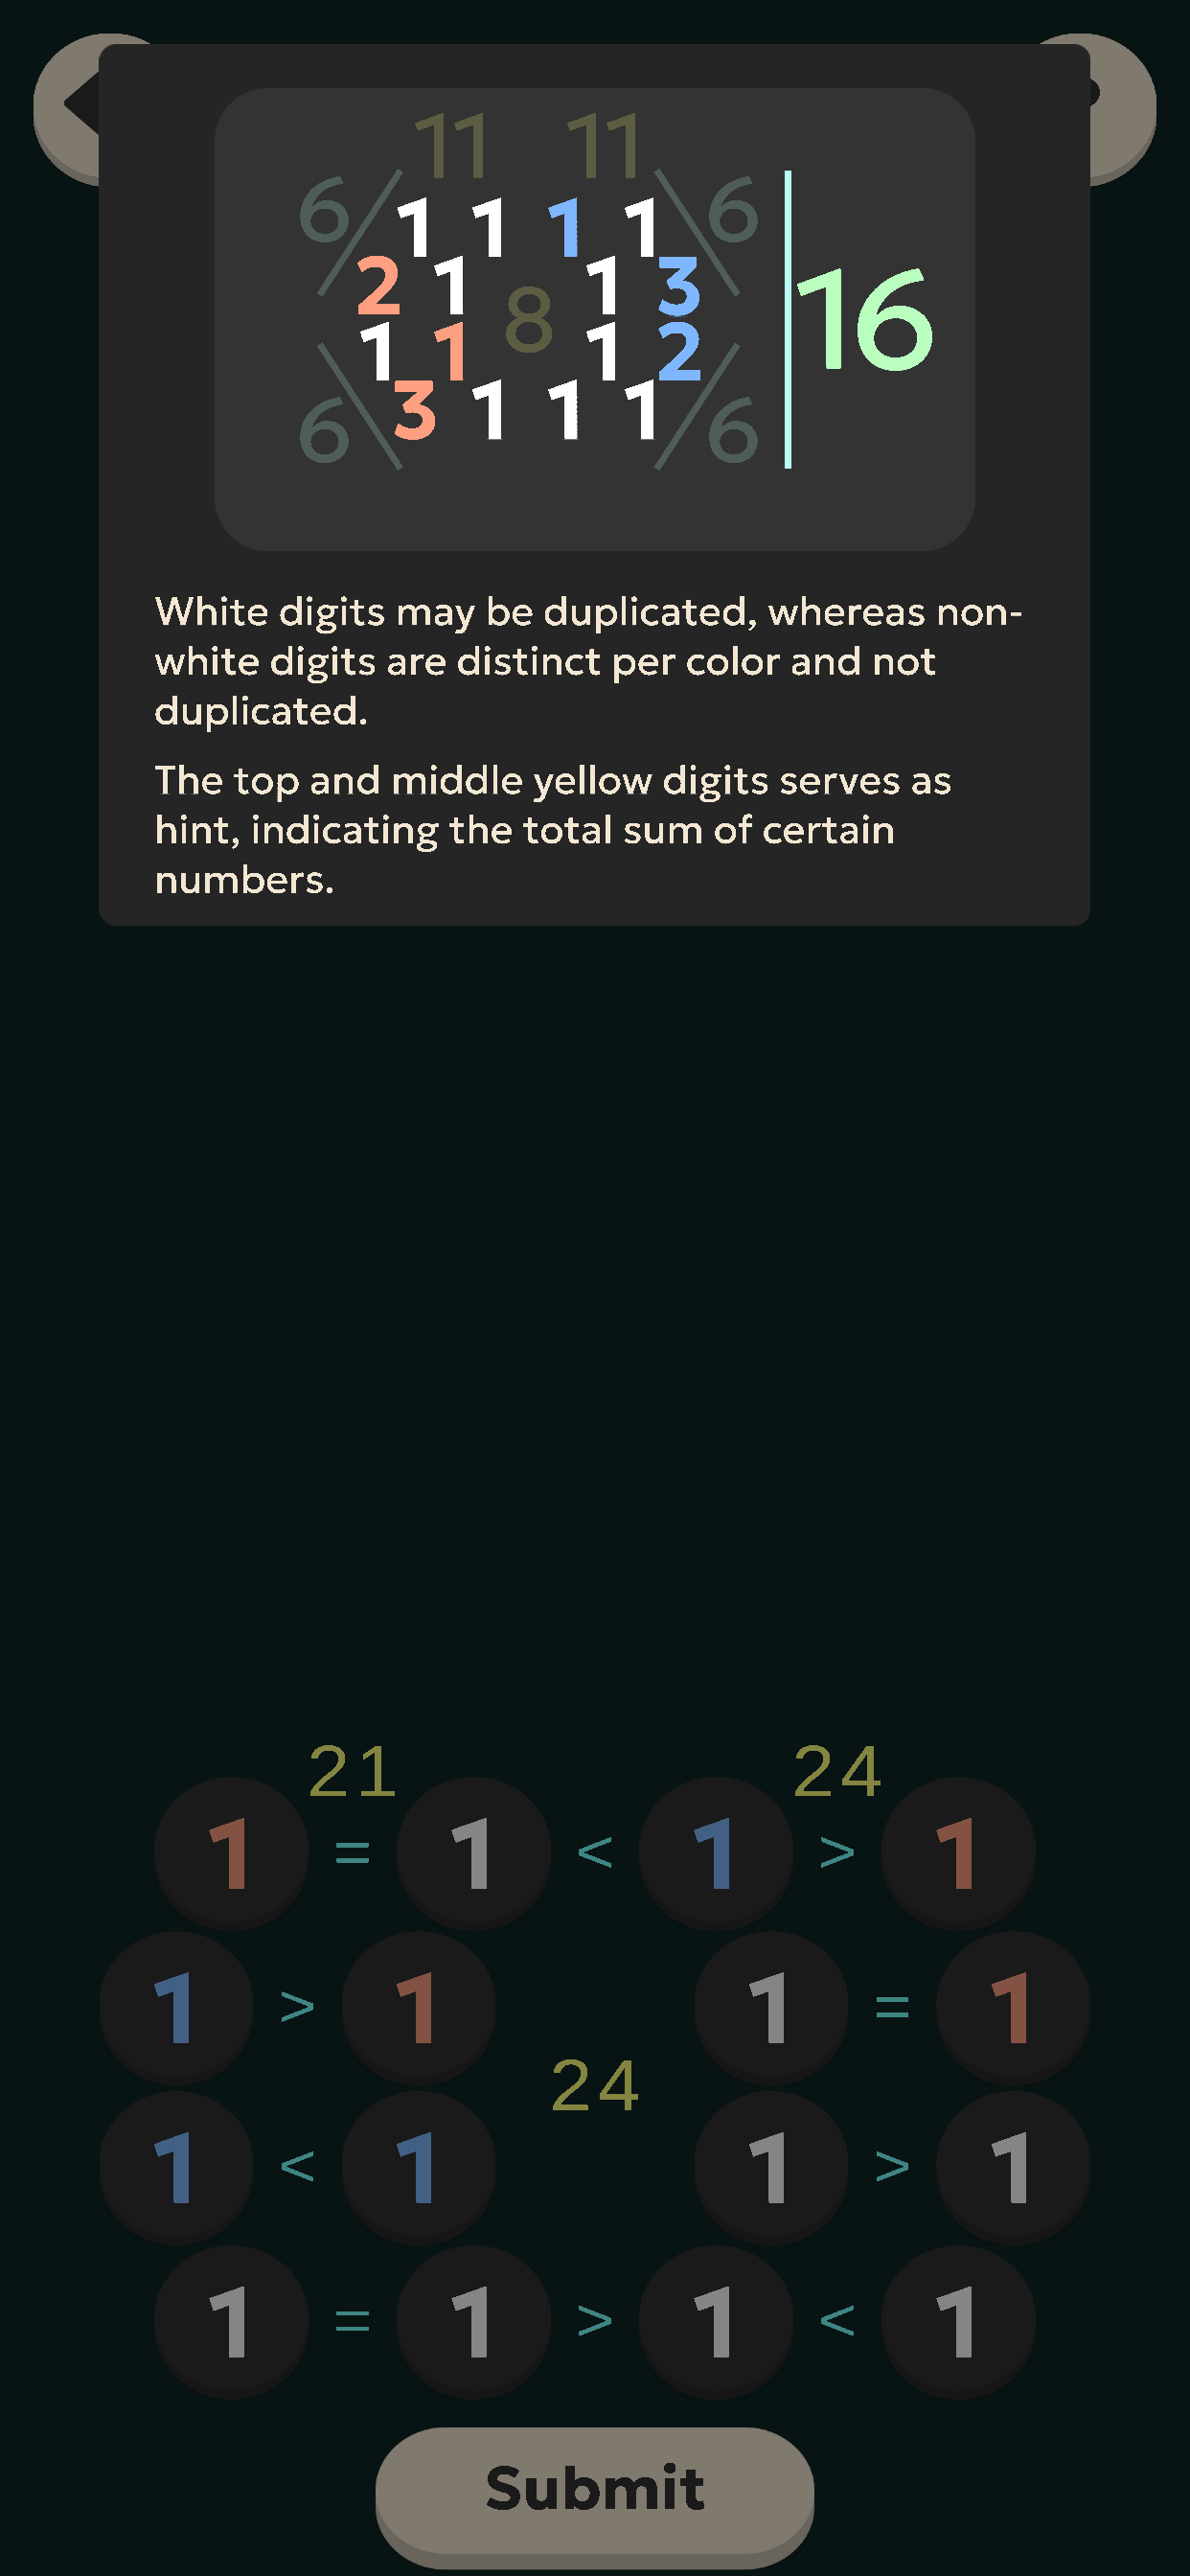 11 11
6 1 1 1 1 6
2 1 1 3
8
16
1 1 1 2
6 3 1 1 1 6
White digits may be duplicated, whereas non-
white digits are distinct per color and not
duplicated.
The top and middle yellow digits serves as
hint, indicating the total sum of certain
numbers.
21 24
1 = 1 < 1 > 1
1 > 1 1 = 1
24
1 < 1 1 > 1
1 = 1 > 1 < 1
Submit